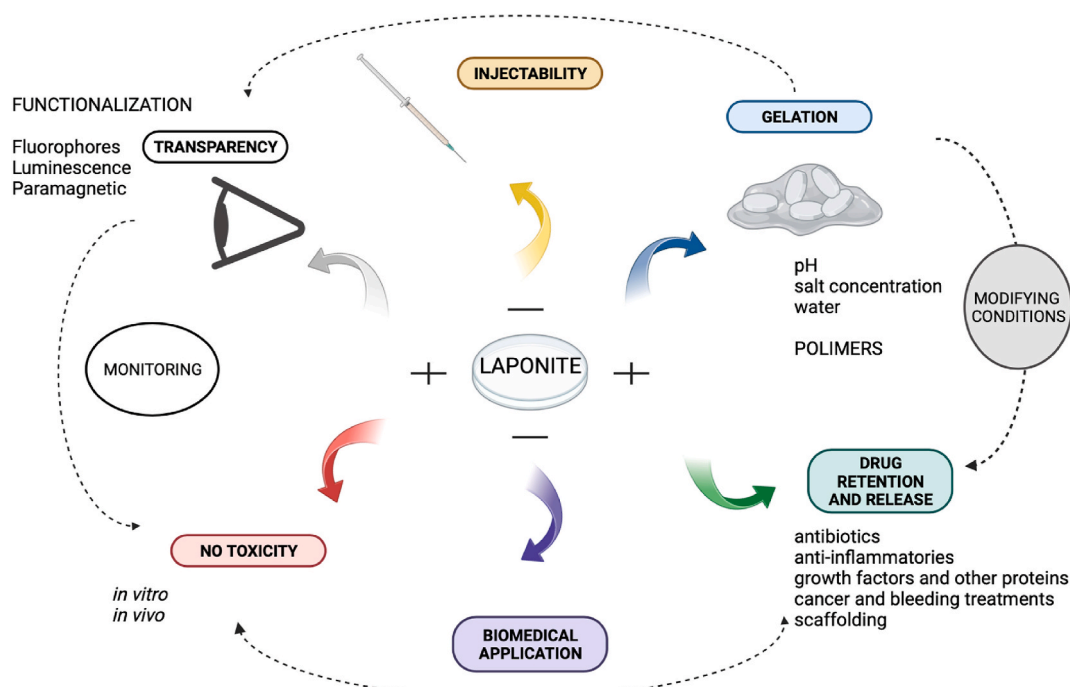 INJECTABILITY
FUNCTIONALIZATION
Fluorophores
Luminescence
Paramagnetic
TRANSPARENCY
GELATION
pH
salt concentration
water
POLIMERS
MODIFYING
CONDITIONS
MONITORING
LAPONITE
+
+
—
—
DRUG
RETENTION
AND RELEASE
antibiotics
anti-inflammatories
growth factors and other proteins
cancer and bleeding treatments
scaffolding
NO TOXICITY
in vitro
in vivo
BIOMEDICAL
APPLICATION